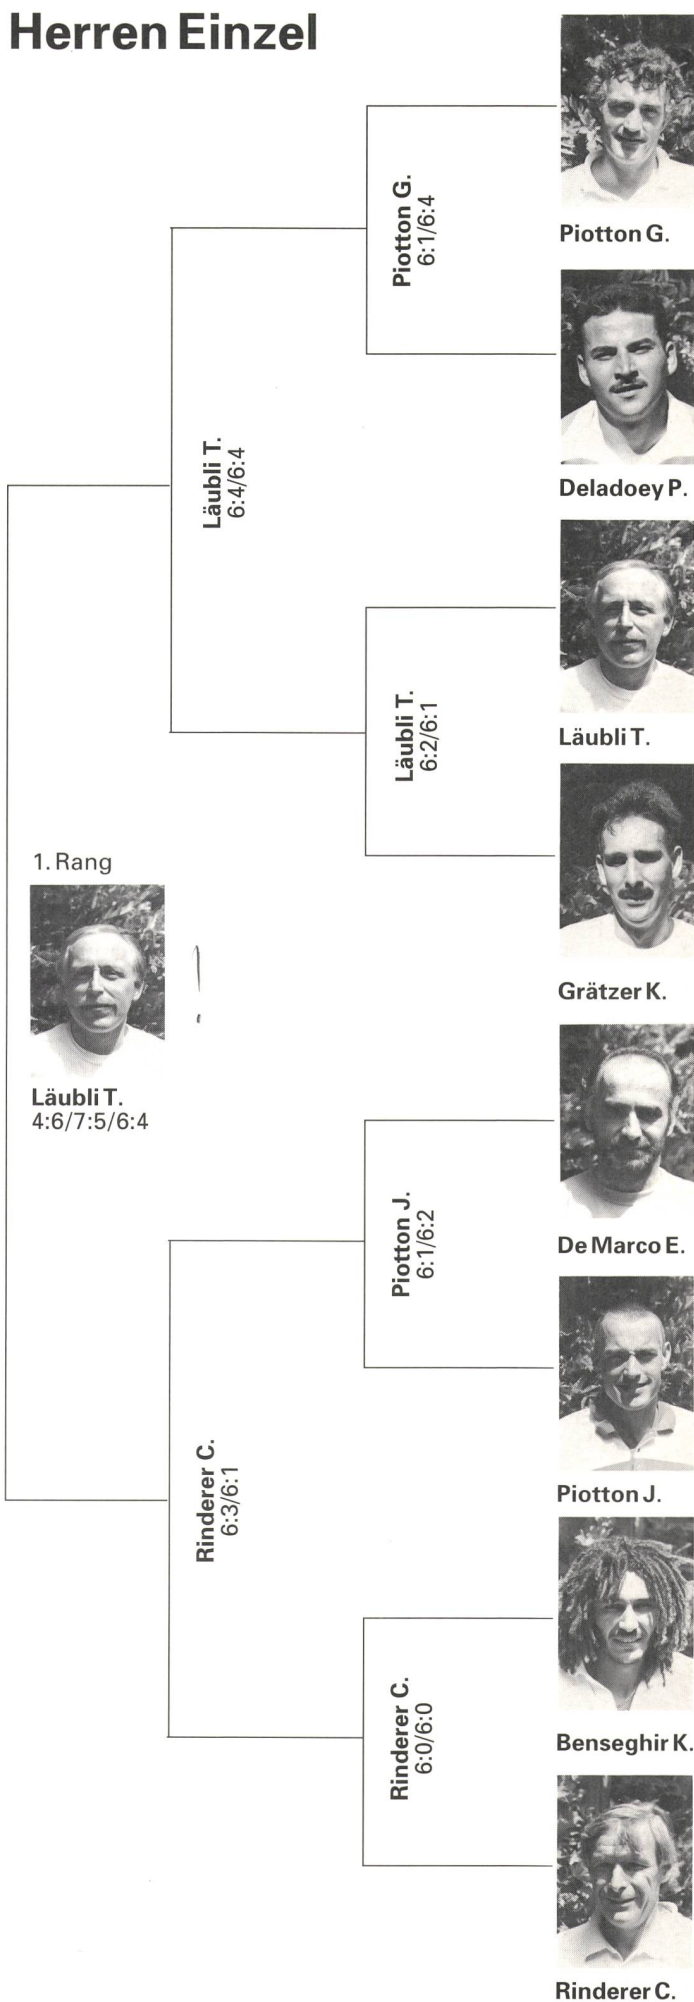 Herren Einzel
Piotton G.
6:1/6:4
Piotton G.
Deladoey P.
Läubli T.
6:4/6:4
Läubli T.
6:2/6:1
Läubli T.
Grätzer K.
1. Rang
Läubli T.
4:6/7:5/6:4
De Marco E.
Piotton J.
6:1/6:2
Piotton J.
Rinderer C.
6:3/6:1
Rinderer C.
6:0/6:0
Benseghir K.
Rinderer C.